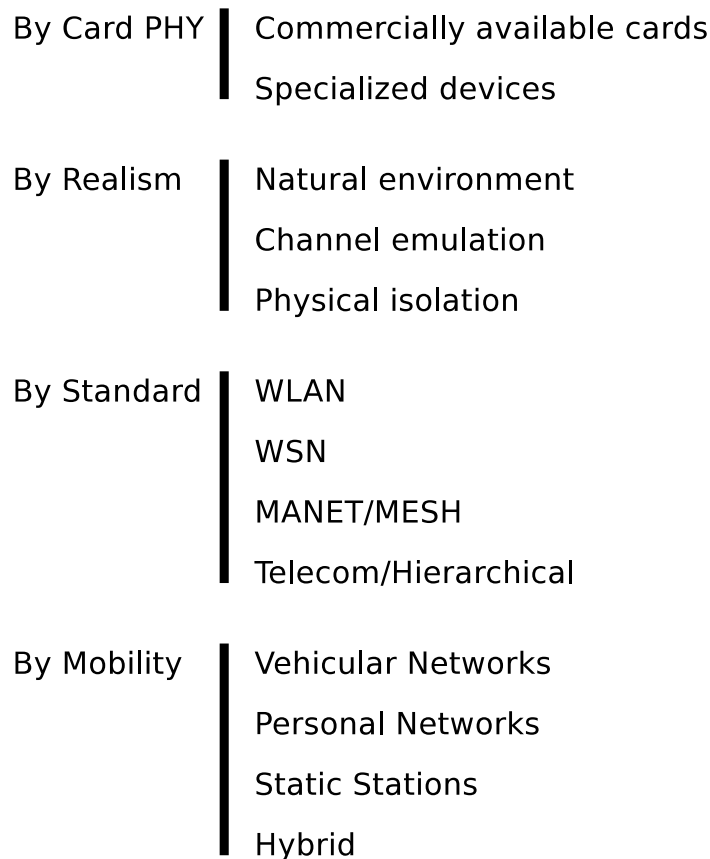 By Card PHY Commercially available cards
Specialized devices
By Realism Natural environment
Channel emulation
Physical isolation
By Standard WLAN
WSN
MANET/MESH
Telecom/Hierarchical
By Mobility Vehicular Networks
Personal Networks
Static Stations
Hybrid